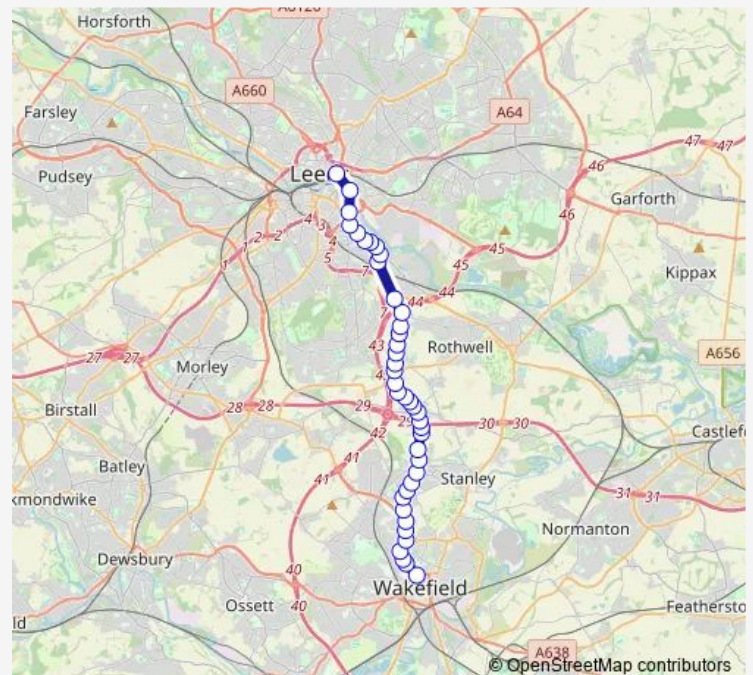 A6120
Horsforth
A660
Farsley
A64
47 47
46
Lee
Pudsey
Garforth
46
4
3
4
1 2 2
45
5
45
1
7
44 44
Kippax
7
Rothwell
43
A656
27 27
Morley
4
28 28
29
Birstall
29
30 30
42
Castlef
Batley
41
41
Stanley
kmondwike
31
31
Normanton
Dewsbury
40
Wakefield
Ossett
40
Feathersto
ld
A638
© OpenStreetMap contributors